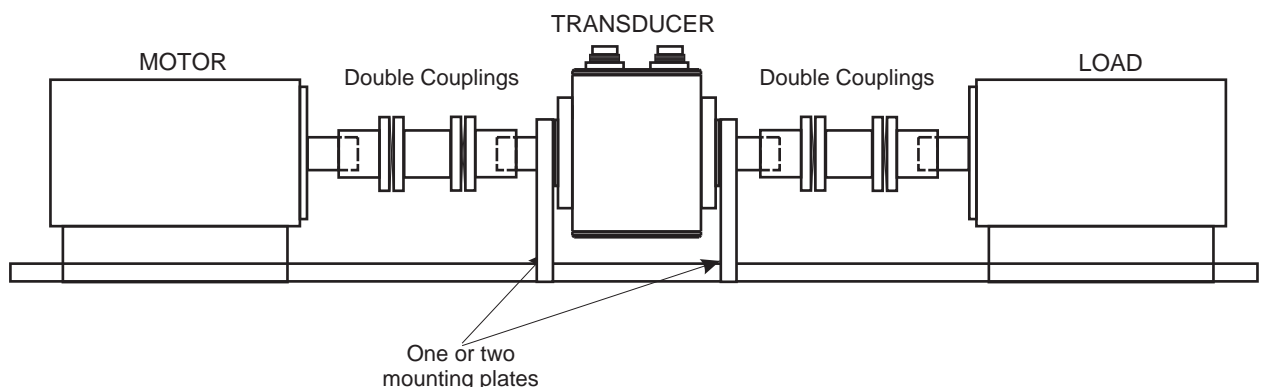 TRANSDUCER
MOTOR
Double Couplings
Double Couplings
LOAD
One or two
mounting plates